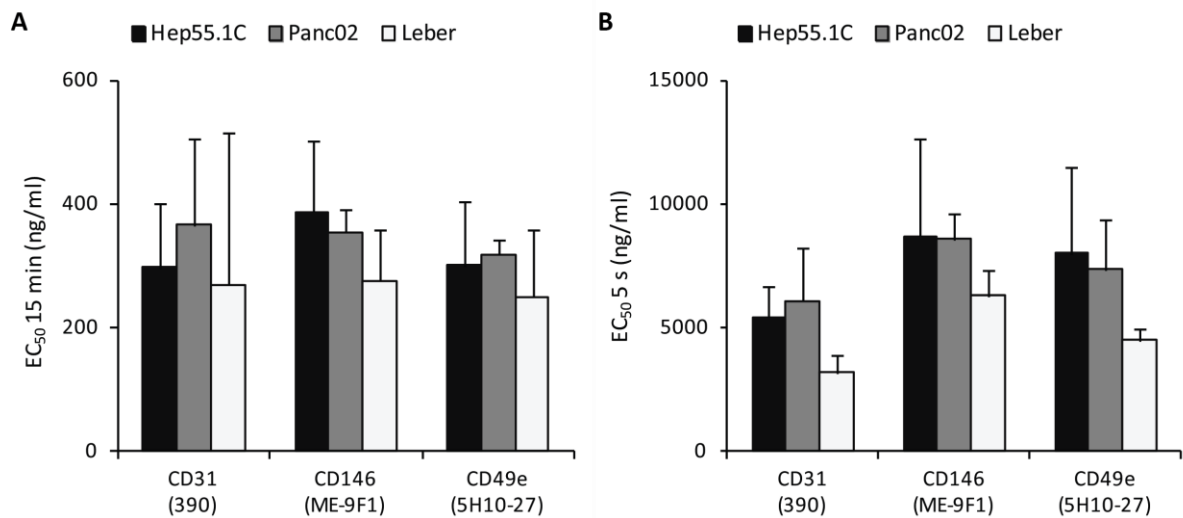 A
Hep55.1C Panc02 Leber
600
400
200
0
EC₅₀ 15 min (ng/ml)
CD31 CD146 CD49e
(390) (ME-9F1) (5H10-27)
B
Hep55.1C Panc02 Leber
15000
10000
5000
0
EC₅₀ 5 s (ng/ml)
CD31 CD146 CD49e
(390) (ME-9F1) (5H10-27)